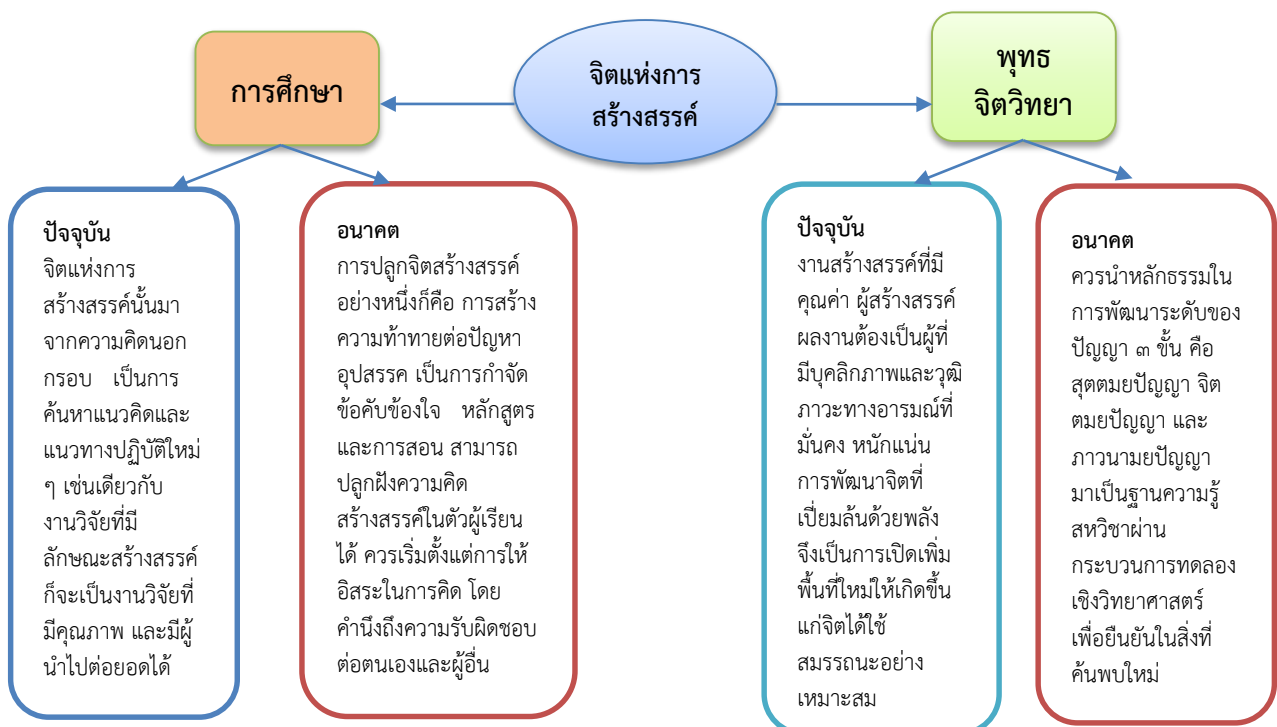 จิตแห่งการ
สร้างสรรค์
การศึกษา
พุทธ
จิตวิทยา
ปัจจุบัน
จิตแห่งการ
สร้างสรรค์นั้นมา
จากความคิดนอก
กรอบ เป็นการ
ค้นหาแนวคิดและ
แนวทางปฏิบัติใหม่
ๆ เช่นเดียวกับ
งานวิจัยที่มี
ลักษณะสร้างสรรค์
ก็จะเป็นงานวิจัยที่
มีคุณภาพ และมีผู้
นำไปต่อยอดได้
อนาคต
การปลูกจิตสร้างสรรค์
อย่างหนึ่งก็คือ การสร้าง
ความท้าทายต่อปัญหา
อุปสรรค เป็นการกำจัด
ข้อคับข้องใจ หลักสูตร
และการสอน สามารถ
ปลูกฝังความคิด
สร้างสรรค์ในตัวผู้เรียน
ได้ ควรเริ่มตั้งแต่การให้
อิสระในการคิด โดย
คำนึงถึงความรับผิดชอบ
ต่อตนเองและผู้อื่น
ปัจจุบัน
งานสร้างสรรค์ที่มี
คุณค่า ผู้สร้างสรรค์
ผลงานต้องเป็นผู้ที่
มีบุคลิกภาพและวุฒิ
ภาวะทางอารมณ์ที่
มั่นคง หนักแน่น
การพัฒนาจิตที่
เปี่ยมล้นด้วยพลัง
จึงเป็นการเปิดเพิ่ม
พื้นที่ใหม่ให้เกิดขึ้น
แก่จิตได้ใช้
สมรรถนะอย่าง
เหมาะสม
อนาคต
ควรนำหลักธรรมใน
การพัฒนาระดับของ
ปัญญา ๓ ขั้น คือ
สุตตมยปัญญา จิต
ตมยปัญญา และ
ภาวนามยปัญญา
มาเป็นฐานความรู้
สหวิชาผ่าน
กระบวนการทดลอง
เชิงวิทยาศาสตร์
เพื่อยืนยันในสิ่งที่
ค้นพบใหม่